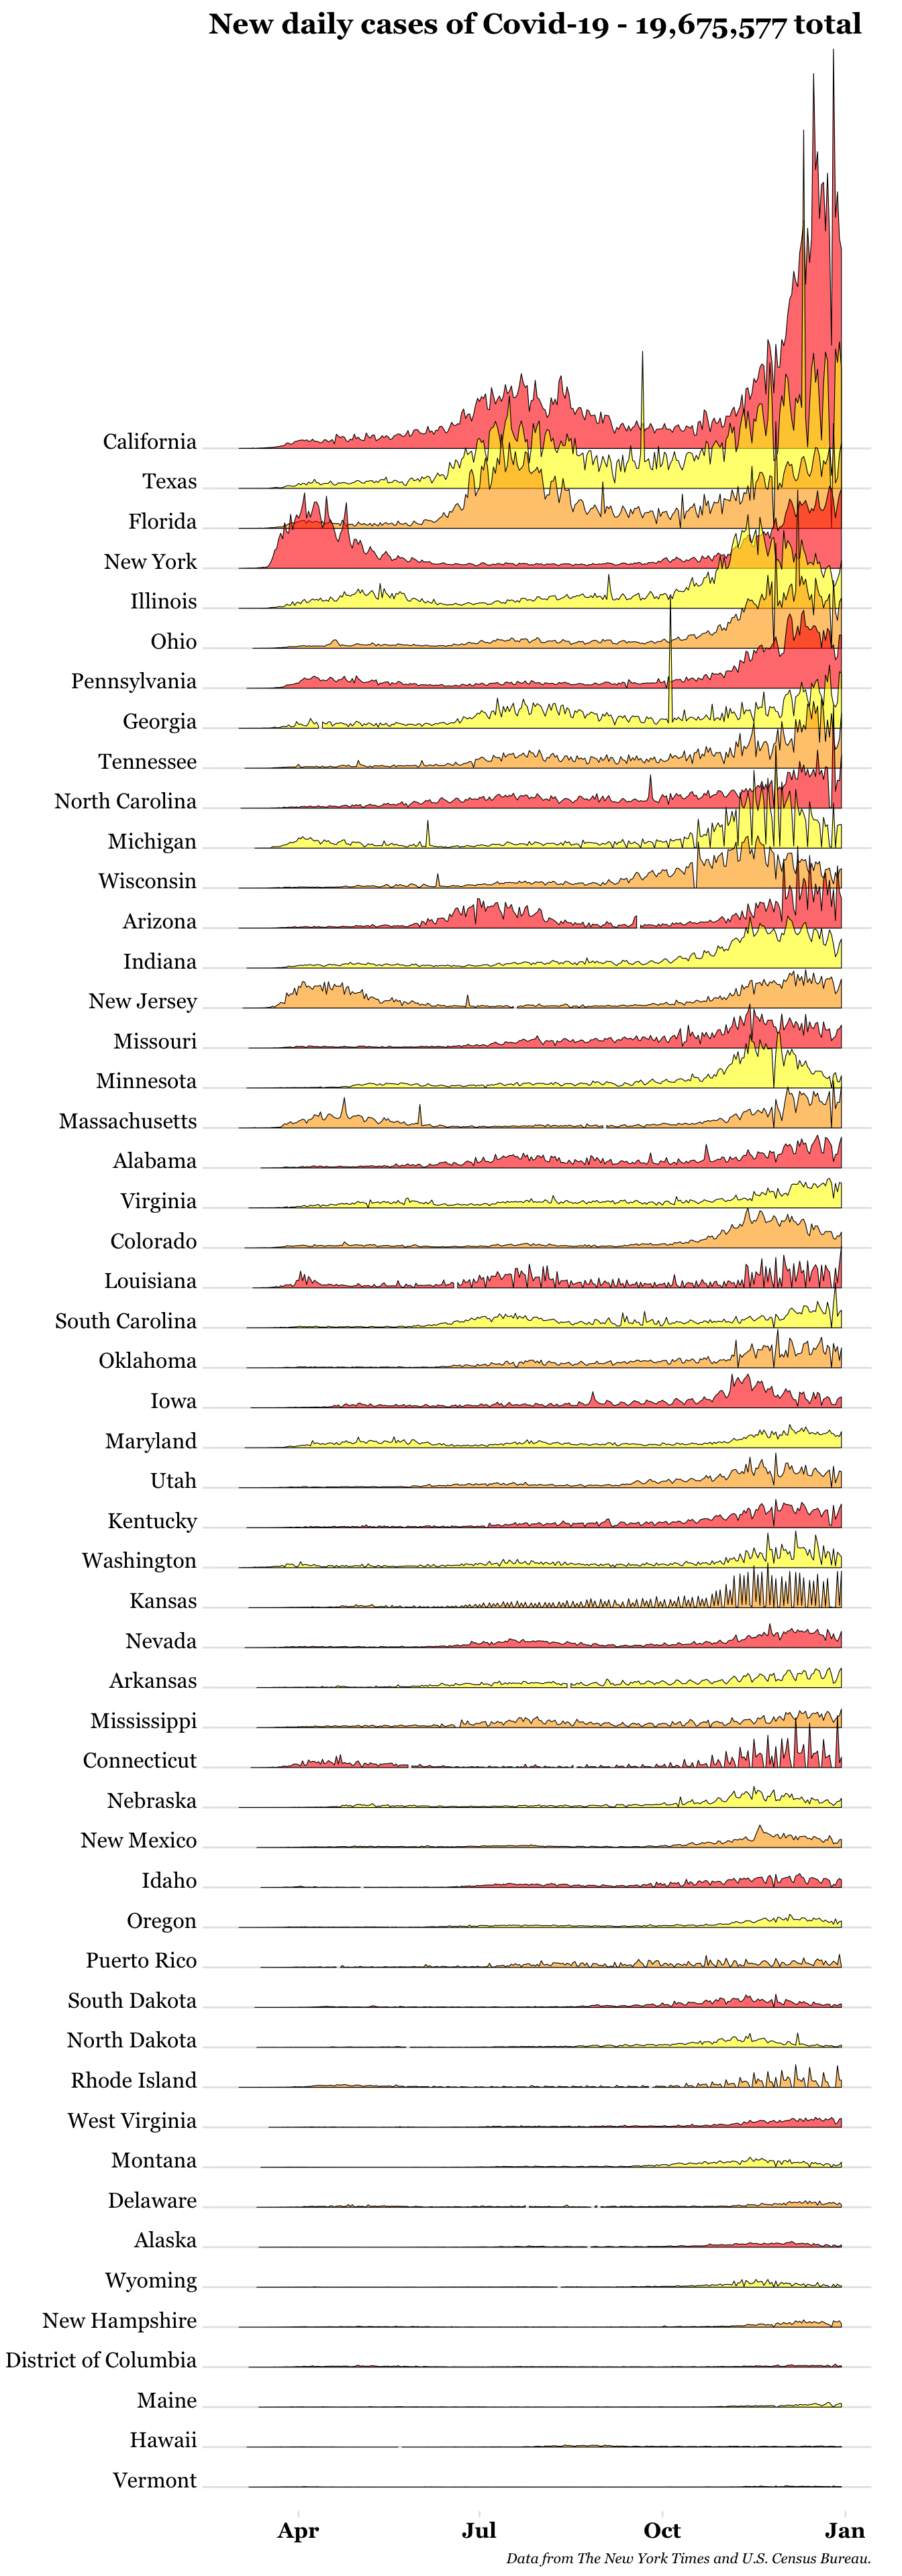 New daily cases of Covid-19 - 19,675,577 total
California
Texas
Florida
New York
Illinois
Ohio
Pennsylvania
Georgia
Tennessee
North Carolina
Michigan
Wisconsin
Arizona
Indiana
New Jersey
Missouri
Minnesota
Massachusetts
Alabama
Virginia
Colorado
Louisiana
South Carolina
Oklahoma
Iowa
Maryland
Utah
Kentucky
Washington
Kansas
Nevada
Arkansas
Mississippi
Connecticut
Nebraska
New Mexico
Idaho
Oregon
Puerto Rico
South Dakota
North Dakota
Rhode Island
West Virginia
Montana
Delaware
Alaska
Wyoming
New Hampshire
District of Columbia
Maine
Hawaii
Vermont
Apr Jul Oct Jan
Data from The New York Times and U.S. Census Bureau.